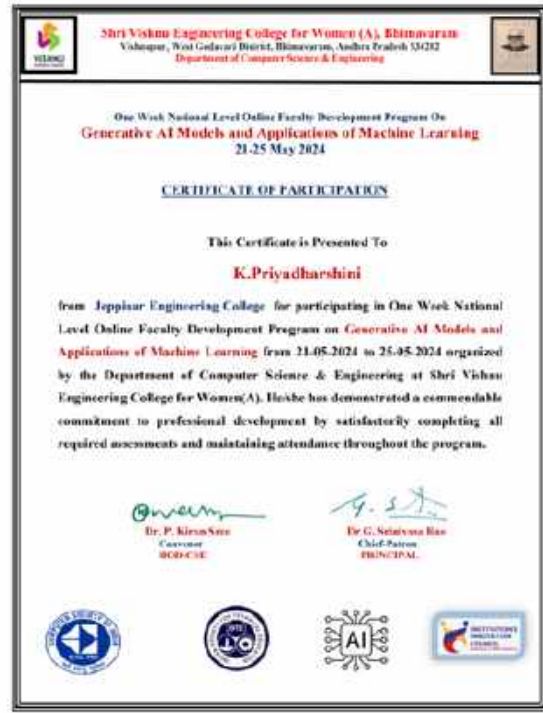 Shri Vishnu Engineering College for Women (A), Bhimavaram
Vishnupur, West Godavari District, Bhimavaram, Andhra Pradesh 534202
Department of Computer Science & Engineering
VISHNU
One Week National Level Online Faculty Development Program On
Generative AI Models and Applications of Machine Learning
21-25 May 2024
CERTIFICATE OF PARTICIPATION
This Certificate is Presented To
K.Priyadharshini
from Jeppiaar Engineering College for participating in One Week National
Level Online Faculty Development Program on Generative AI Models and
Applications of Machine Learning from 21-05-2024 to 25-05-2024 organized
by the Department of Computer Science & Engineering at Shri Vishnu
Engineering College for Women(A). He/she has demonstrated a commendable
commitment to professional development by satisfactorily completing all
required assessments and maintaining attendance throughout the program.
Dr. P. Kiran Sree
Convenor
HOD-CSE
Dr G. Srinivasa Rao
Chief-Patron
PRINCIPAL
AI
INSTITUTION'S
INNOVATION
COUNCIL